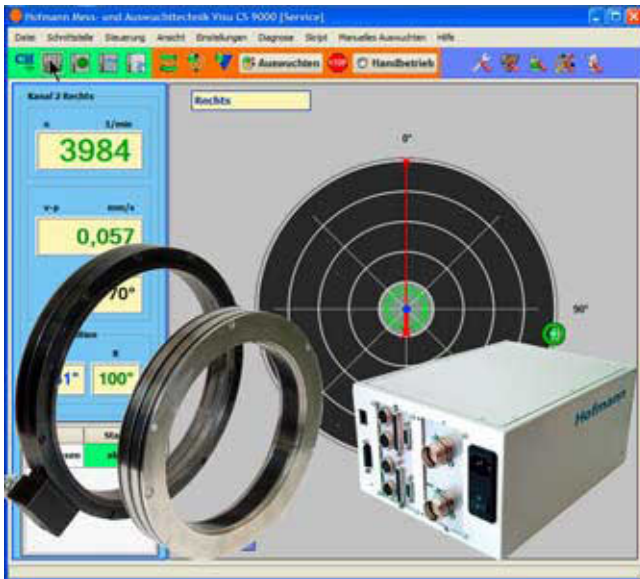 Hofmann Mess- und Auswuchttechnik Visu CS-9000 [Service]
Datei Schnittstelle Steuerung Ansicht Einstellungen Diagnose Skript Manuelles Auswuchten Hilfe
Auswuchten STOP Handbetrieb
Kanal 2 Rechts
Rechts
n 1/min
3984
0°
v-p mm/s
0,057
70°
90°
R
100°
Hofmann